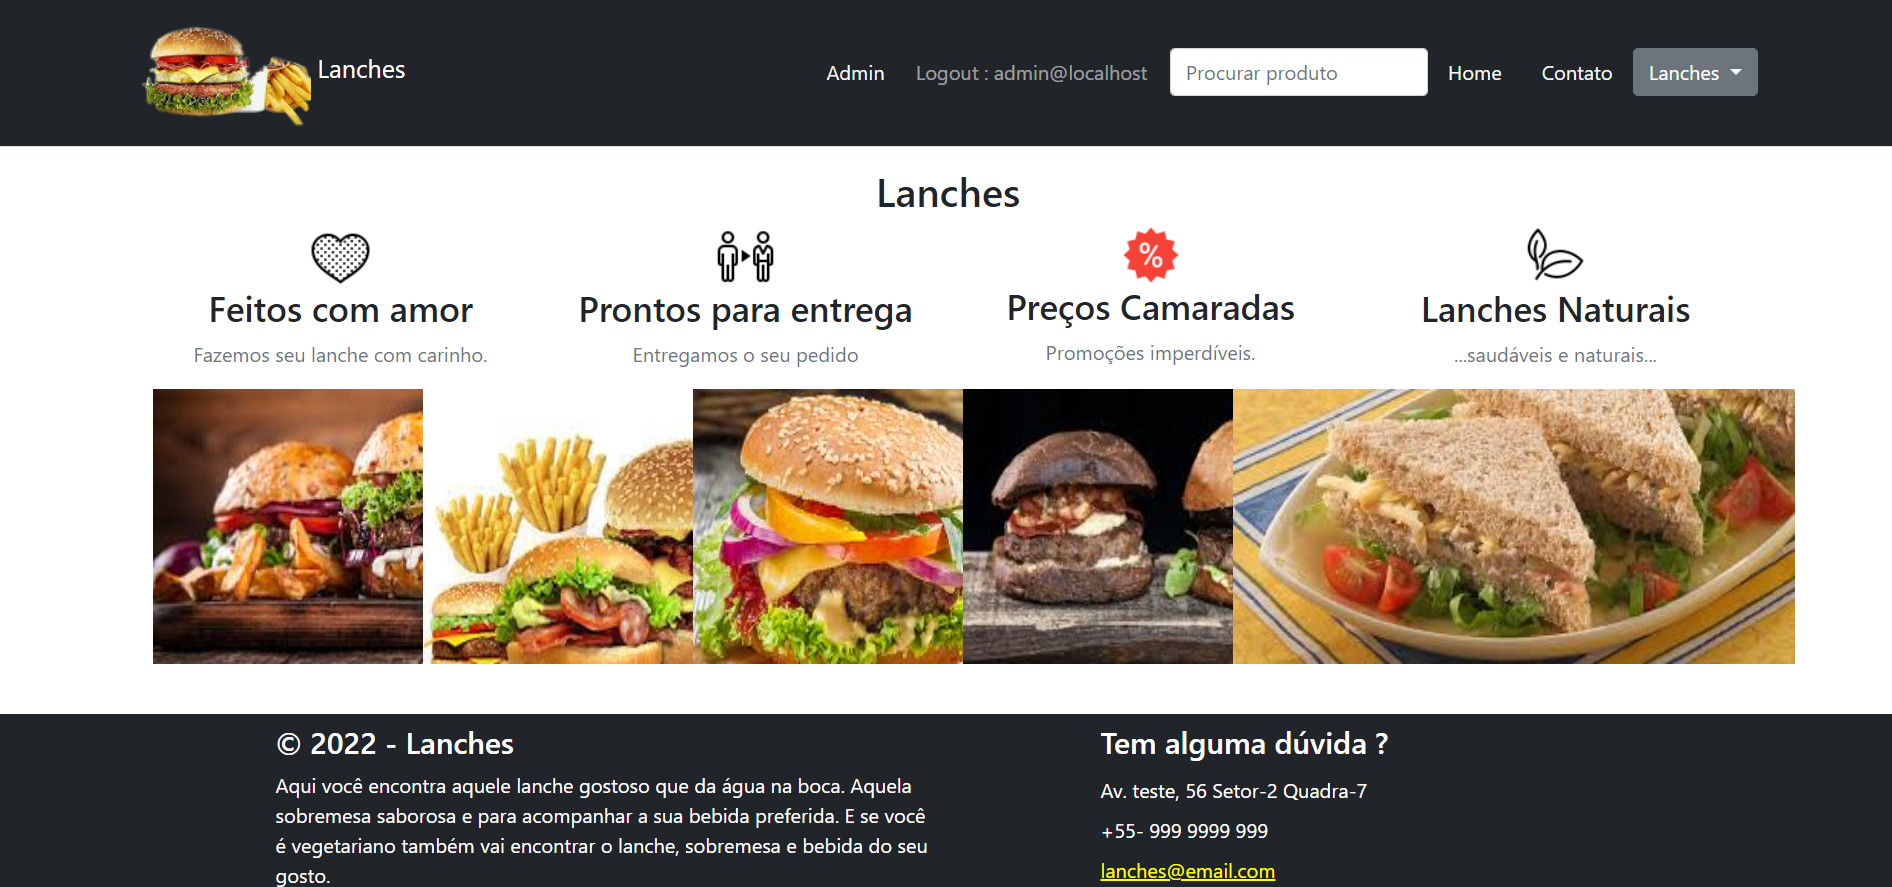 Lanches
Admin
Logout : admin@localhost
Procurar produto
Home
Contato
Lanches
Lanches
%
Feitos com amor
Prontos para entrega
Preços Camaradas
Lanches Naturais
Fazemos seu lanche com carinho.
Entregamos o seu pedido
Promoções imperdíveis.
...saudáveis e naturais...
© 2022 - Lanches
Aqui você encontra aquele lanche gostoso que da água na boca. Aquela
sobremesa saborosa e para acompanhar a sua bebida preferida. E se você
é vegetariano também vai encontrar o lanche, sobremesa e bebida do seu
gosto.
Tem alguma dúvida ?
Av. teste, 56 Setor-2 Quadra-7
+55- 999 9999 999
lanches@email.com